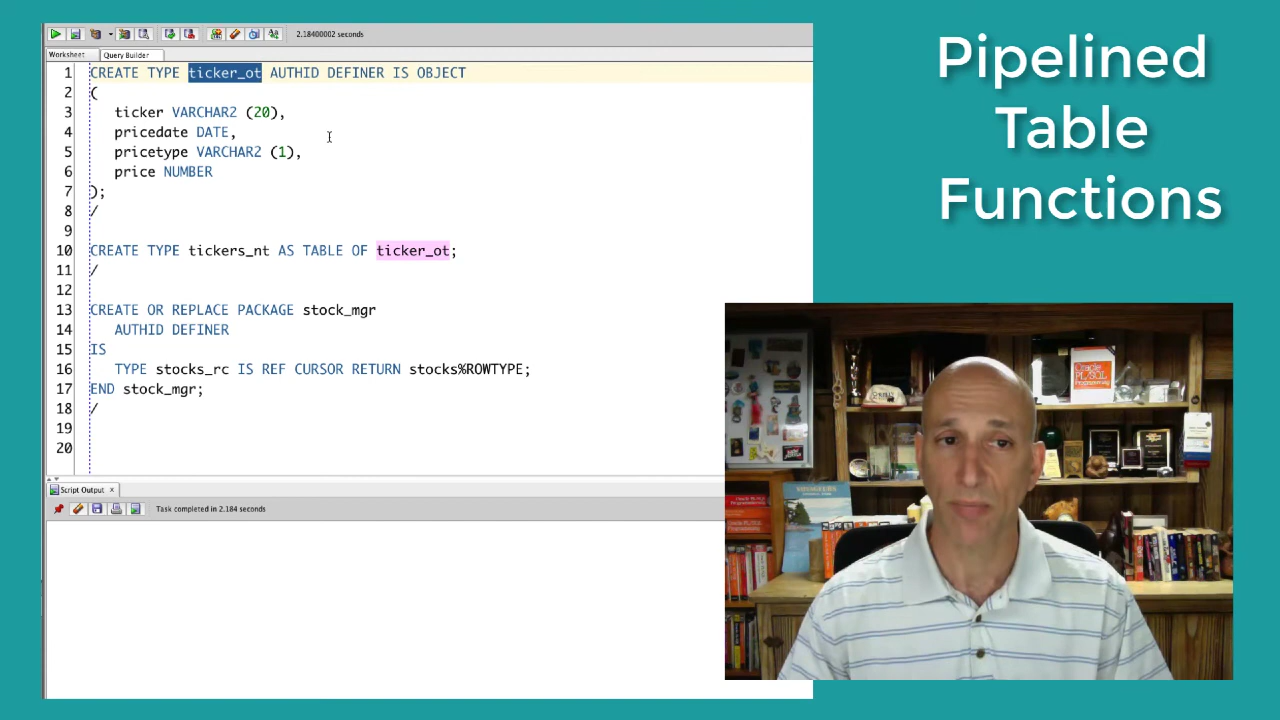 2.18400002 seconds
Worksheet Query Builder
1 CREATE TYPE ticker_ot AUTHID DEFINER IS OBJECT
2 (
3 ticker VARCHAR2 (20),
4 pricedate DATE,
5 pricetype VARCHAR2 (1),
6 price NUMBER
7 );
8 /
9
10 CREATE TYPE tickers_nt AS TABLE OF ticker_ot;
11 /
12
13 CREATE OR REPLACE PACKAGE stock_mgr
14 AUTHID DEFINER
15 IS
16 TYPE stocks_rc IS REF CURSOR RETURN stocks%ROWTYPE;
17 END stock_mgr;
18 /
19
20
Script Output ×
Task completed in 2.184 seconds
Pipelined
Table
Functions
Oracle
PL/SQL
Programming